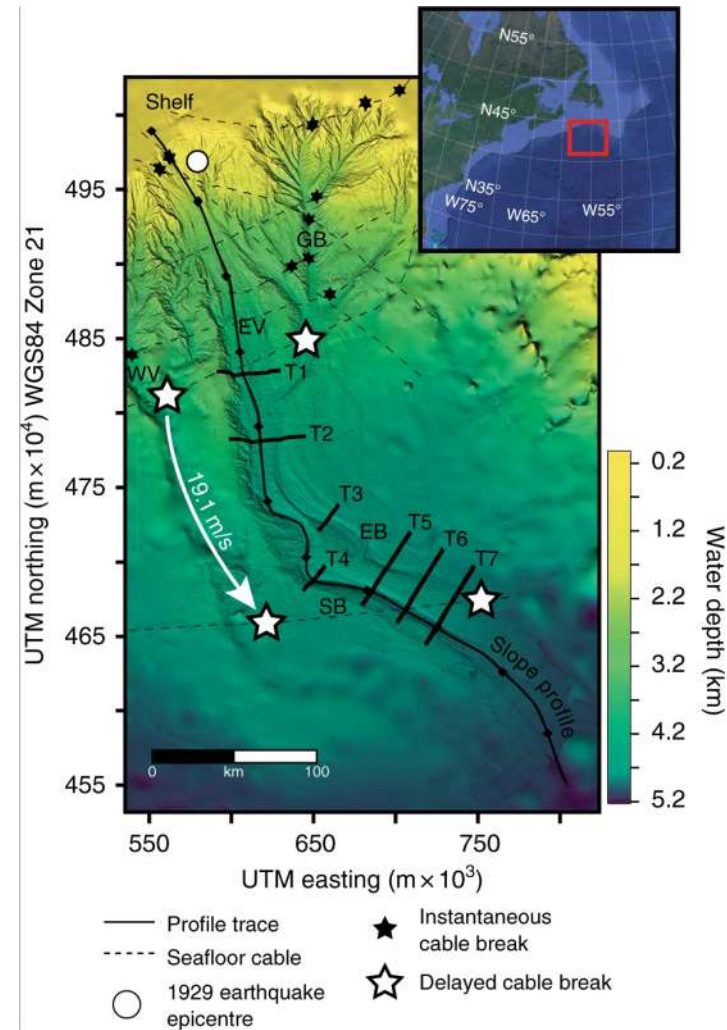 N55°
N45°
N35°
W75°
W65°
W55°
Shelf
GB
EV
WV
T1
T2
T3
T4
T5
T6
T7
EB
SB
Slope profile
19.1 m/s
0
km
100
495
485
475
465
455
UTM northing (m × 10⁴) WGS84 Zone 21
550
650
750
UTM easting (m × 10³)
0.2
1.2
2.2
3.2
4.2
5.2
Water depth (km)
Profile trace
Seafloor cable
1929 earthquake
epicentre
Instantaneous
cable break
Delayed cable break